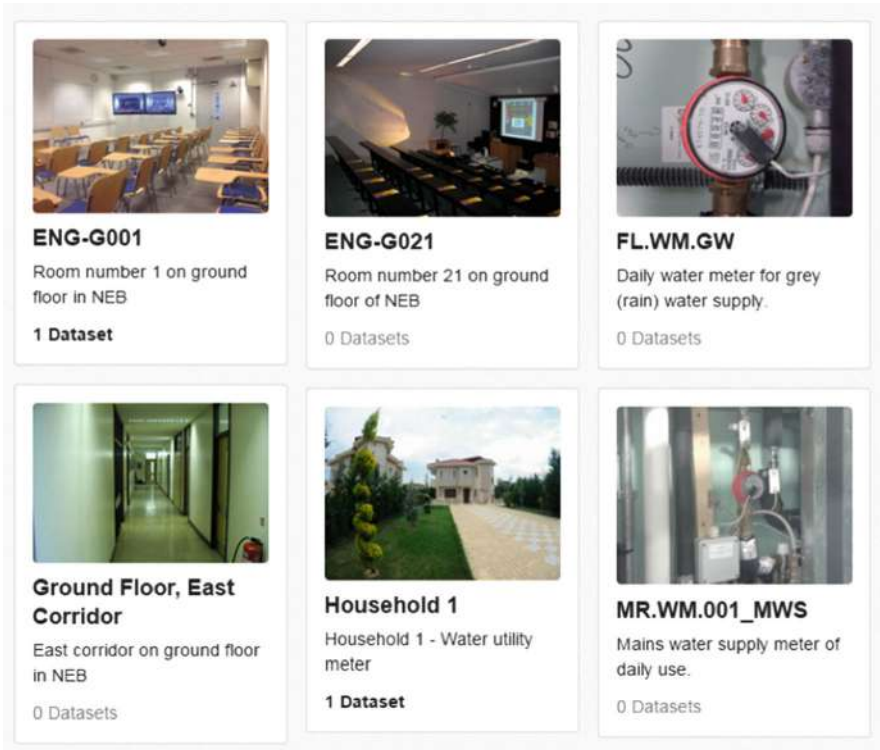 ENG-G001
Room number 1 on ground
floor in NEB
1 Dataset
ENG-G021
Room number 21 on ground
floor of NEB
0 Datasets
FL.WM.GW
Daily water meter for grey
(rain) water supply.
0 Datasets
Ground Floor, East
Corridor
East corridor on ground floor
in NEB
0 Datasets
Household 1
Household 1 - Water utility
meter
1 Dataset
MR.WM.001_MWS
Mains water supply meter of
daily use.
0 Datasets